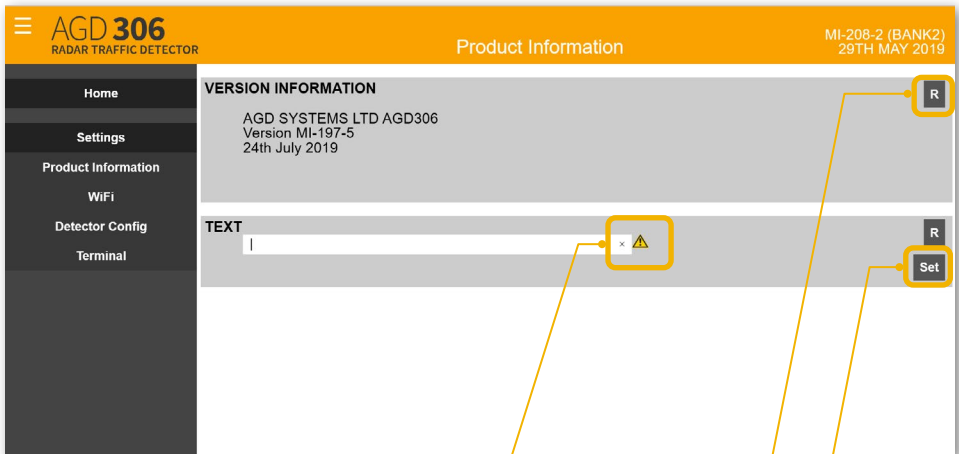 ☰ AGD 306
RADAR TRAFFIC DETECTOR
Product Information
MI-208-2 (BANK2)
29TH MAY 2019
Home
Settings
Product Information
WiFi
Detector Config
Terminal
VERSION INFORMATION
R
AGD SYSTEMS LTD AGD306
Version MI-197-5
24th July 2019
TEXT
×
R
Set